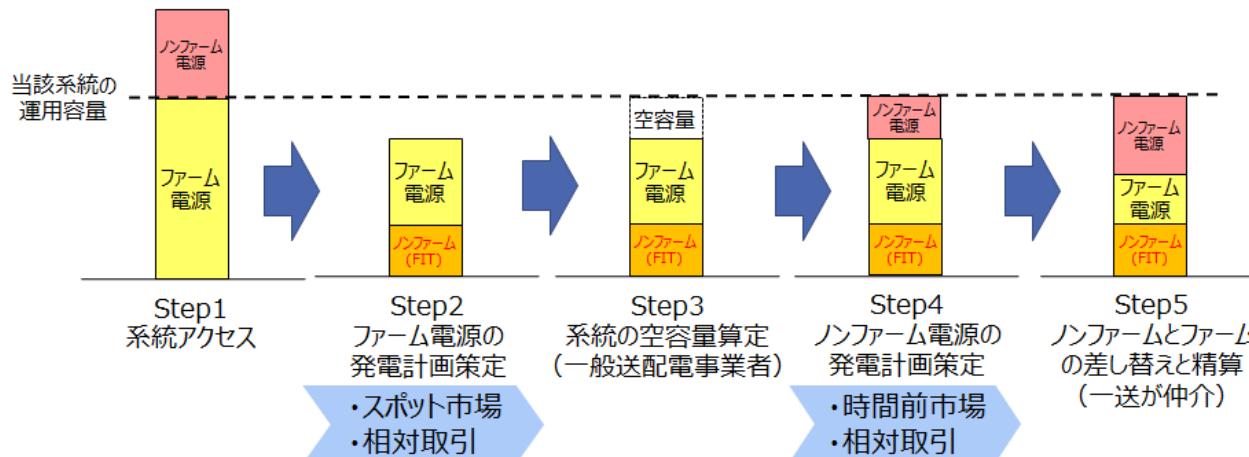 ノンファーム
電源
当該系統の
運用容量
ファーム
電源
ファーム
電源
ノンファーム
(FIT)
空容量
ファーム
電源
ノンファーム
(FIT)
ノンファーム
電源
ファーム
電源
ノンファーム
(FIT)
ノンファーム
電源
ファーム
電源
ノンファーム
(FIT)
Step1
系統アクセス
Step2
ファーム電源の
発電計画策定
・スポット市場
・相対取引
Step3
系統の空容量算定
（一般送配電事業者）
Step4
ノンファーム電源の
発電計画策定
・時間前市場
・相対取引
Step5
ノンファームとファーム
の差し替えと精算
（一送が仲介）